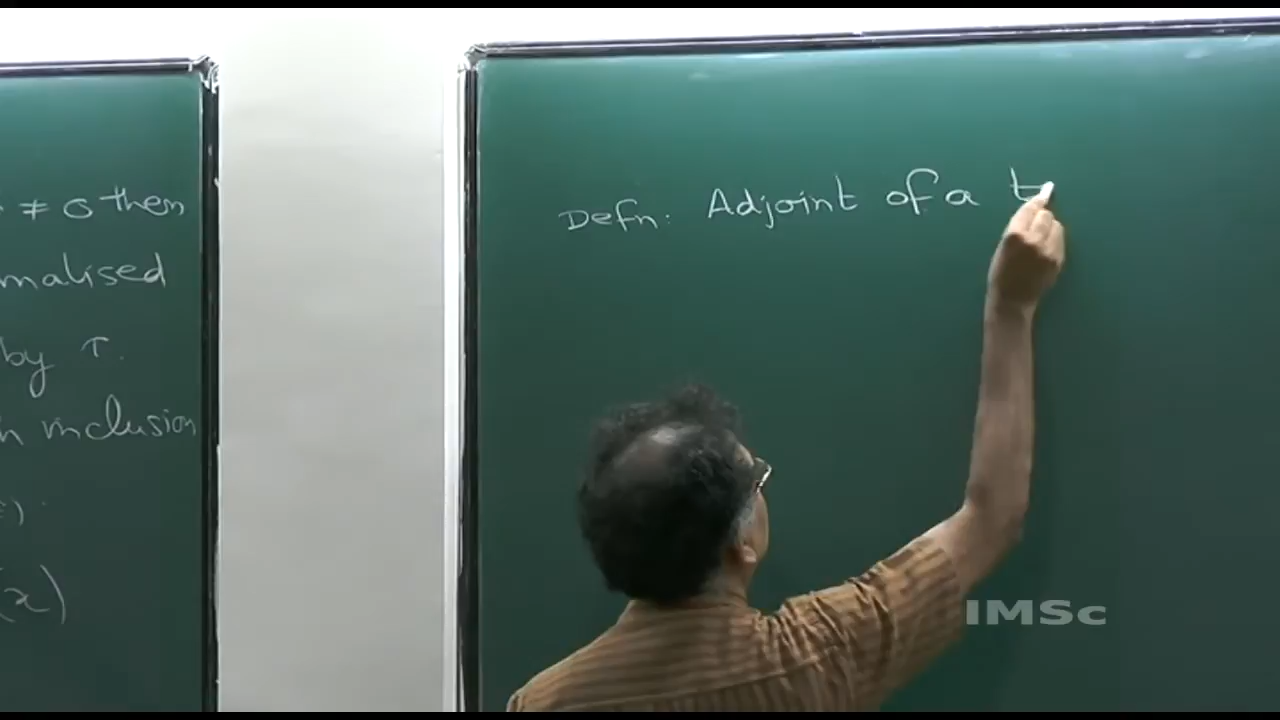 ≠ 0 then
malised
by τ.
n inclusion
(x)
Defn: Adjoint of a t
IMSc